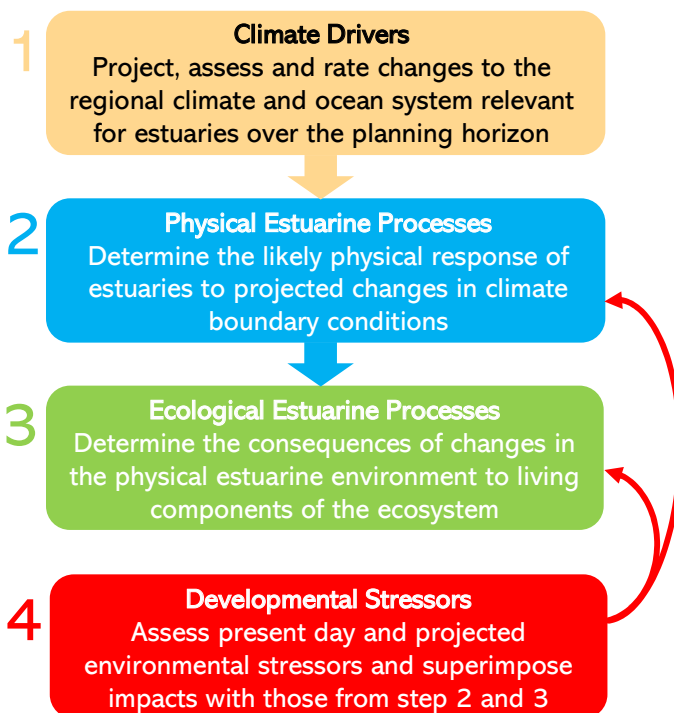 1
Climate Drivers
Project, assess and rate changes to the
regional climate and ocean system relevant
for estuaries over the planning horizon
2
Physical Estuarine Processes
Determine the likely physical response of
estuaries to projected changes in climate
boundary conditions
3
Ecological Estuarine Processes
Determine the consequences of changes in
the physical estuarine environment to living
components of the ecosystem
4
Developmental Stressors
Assess present day and projected
environmental stressors and superimpose
impacts with those from step 2 and 3